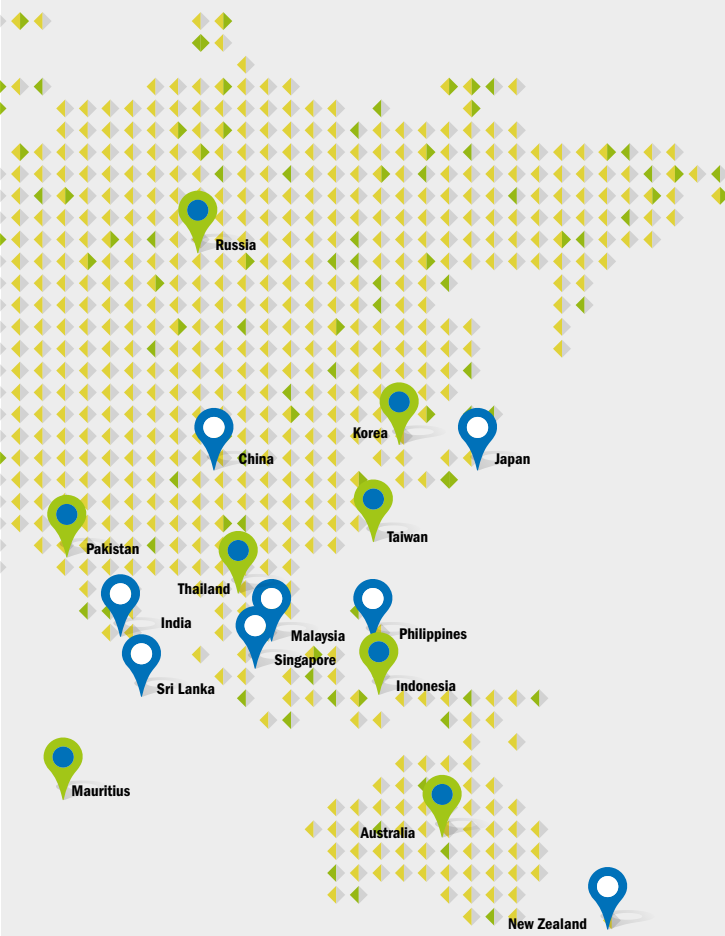 Russia
Korea
China
Japan
Taiwan
Pakistan
Thailand
India
Malaysia
Philippines
Singapore
Sri Lanka
Indonesia
Mauritius
Australia
New Zealand